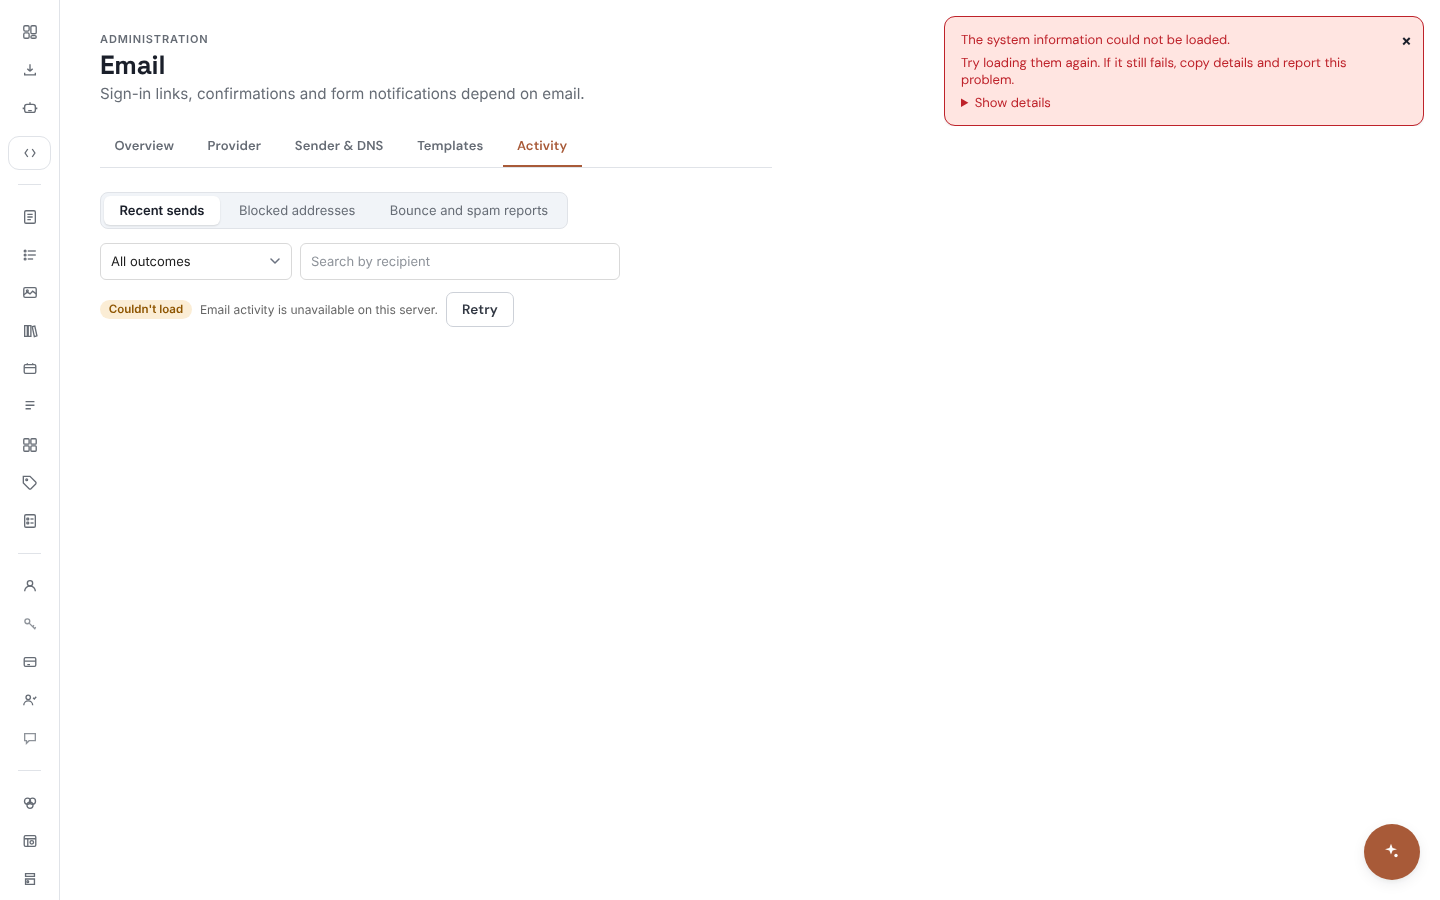 ADMINISTRATION
Email
Sign-in links, confirmations and form notifications depend on email.
Overview Provider Sender & DNS Templates Activity
Recent sends Blocked addresses Bounce and spam reports
All outcomes Search by recipient
Couldn't load Email activity is unavailable on this server. Retry
The system information could not be loaded.
Try loading them again. If it still fails, copy details and report this
problem.
Show details